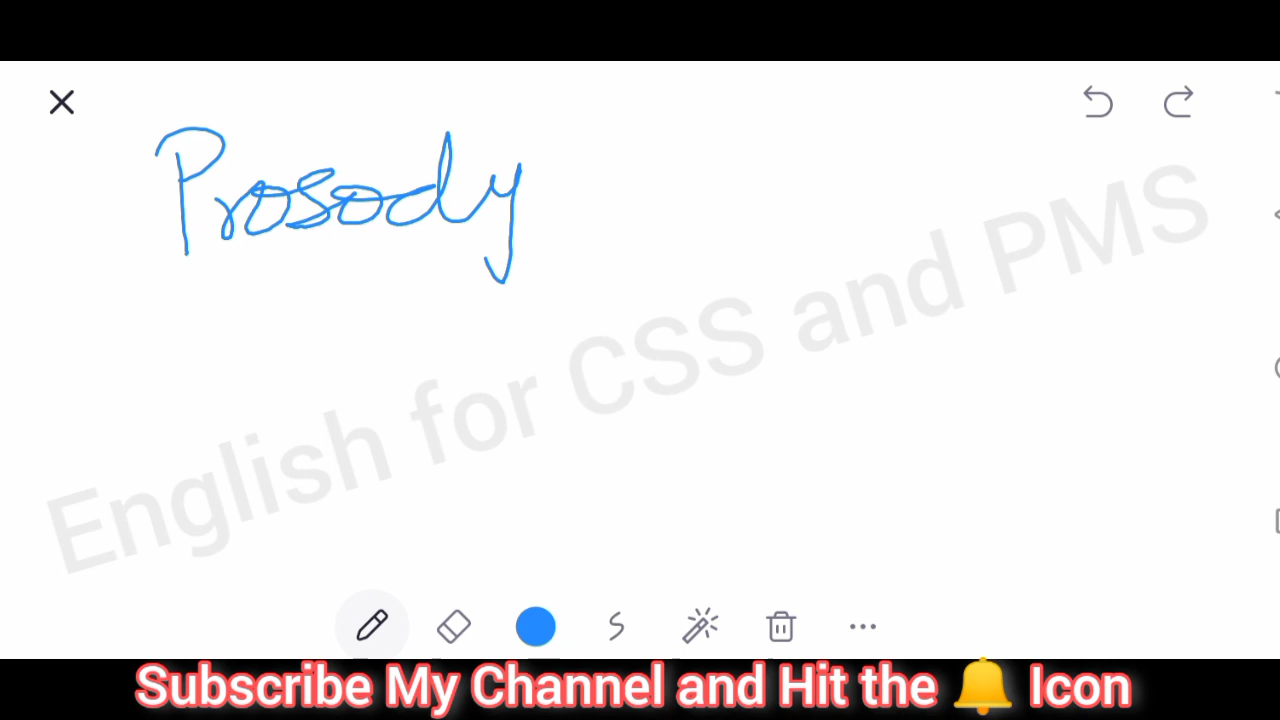 Prosody
English for CSS and PMS
Subscribe My Channel and Hit the 🔔 Icon